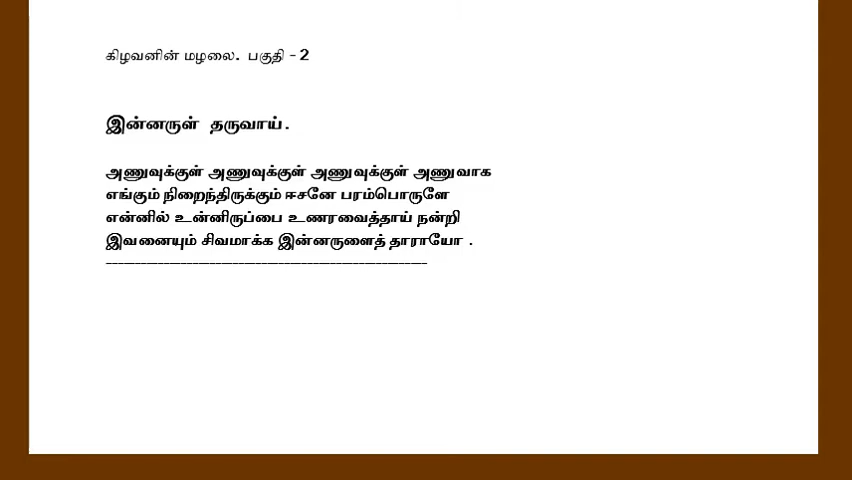 கிழவனின் மழலை. பகுதி - 2
இன்னருள் தருவாய்.
அணுவுக்குள் அணுவுக்குள் அணுவுக்குள் அணுவாக
எங்கும் நிறைந்திருக்கும் ஈசனே பரம்பொருளே
என்னில் உன்னிருப்பை உணரவைத்தாய் நன்றி
இவனையும் சிவமாக்க இன்னருளைத் தாராயோ .
-------------------------------------------------------